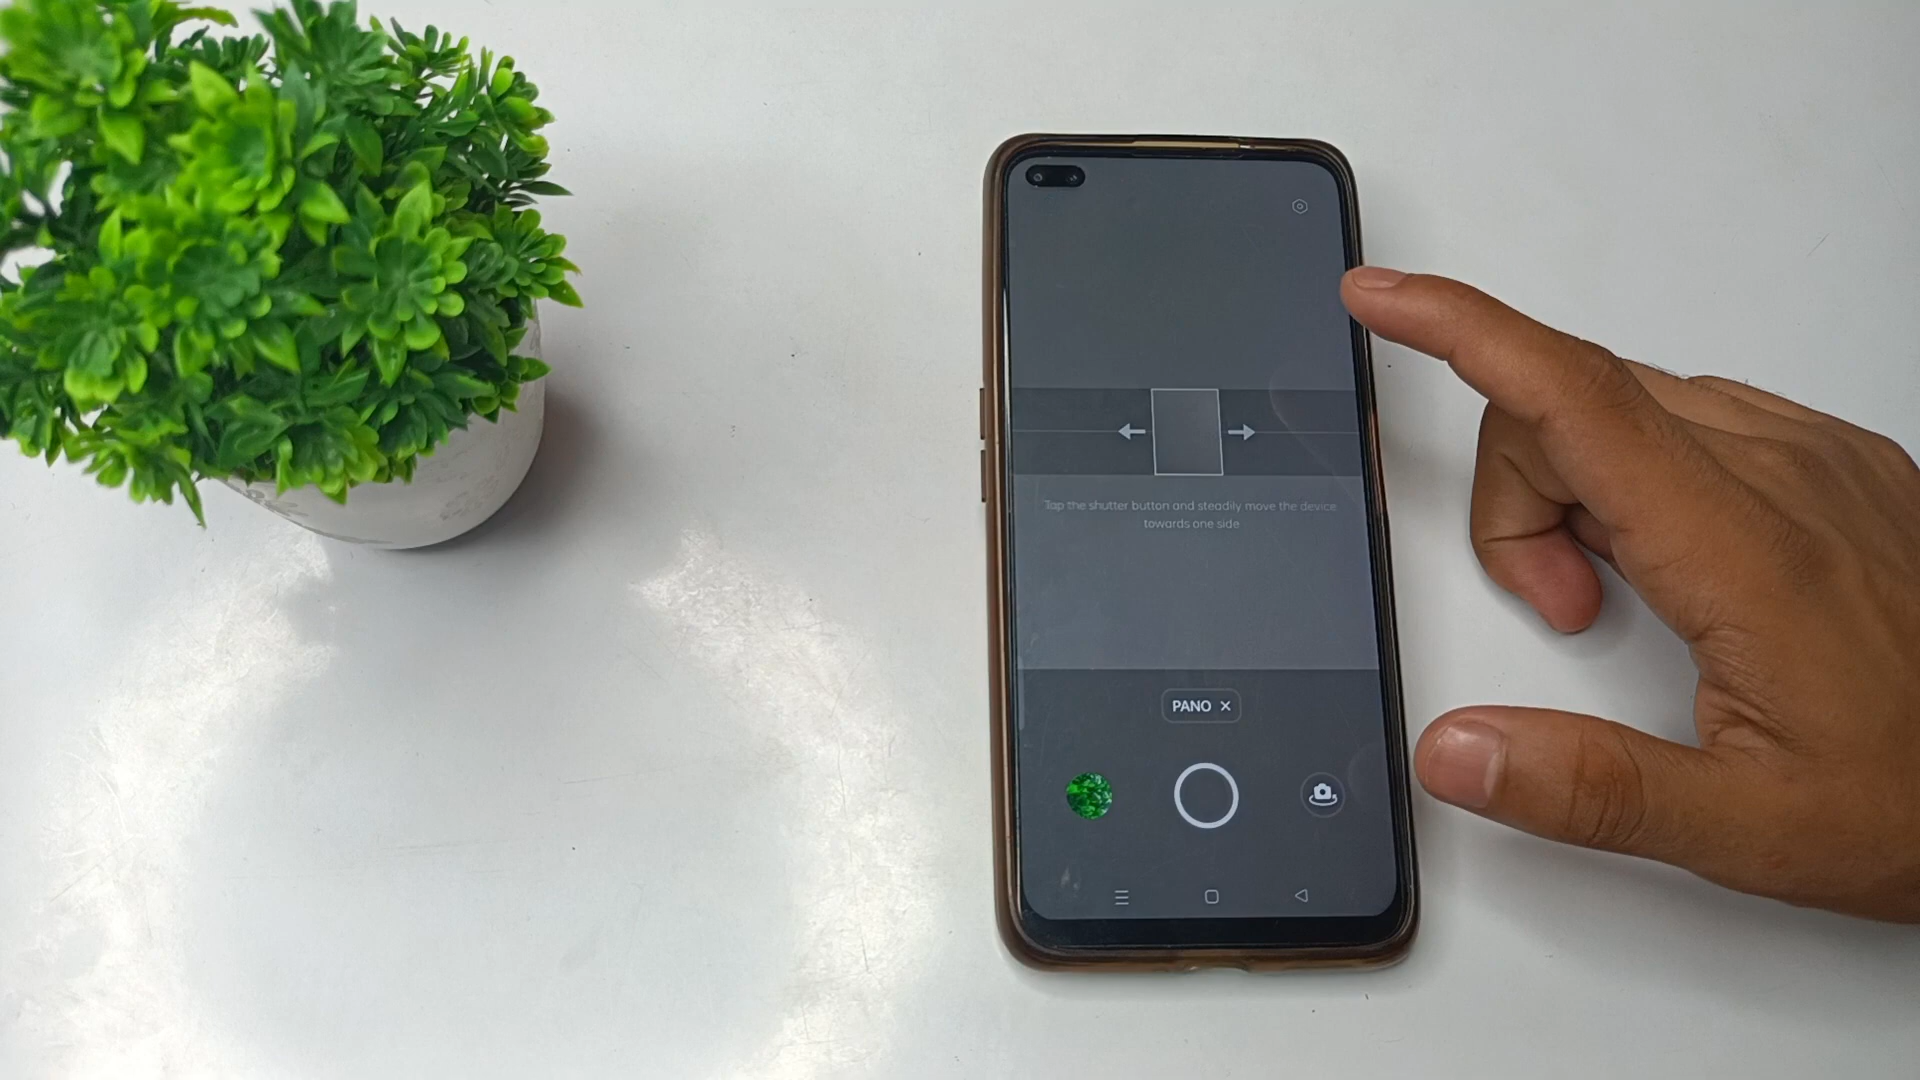 Tap the shutter button and steadily move the device
towards one side
PANO ✕